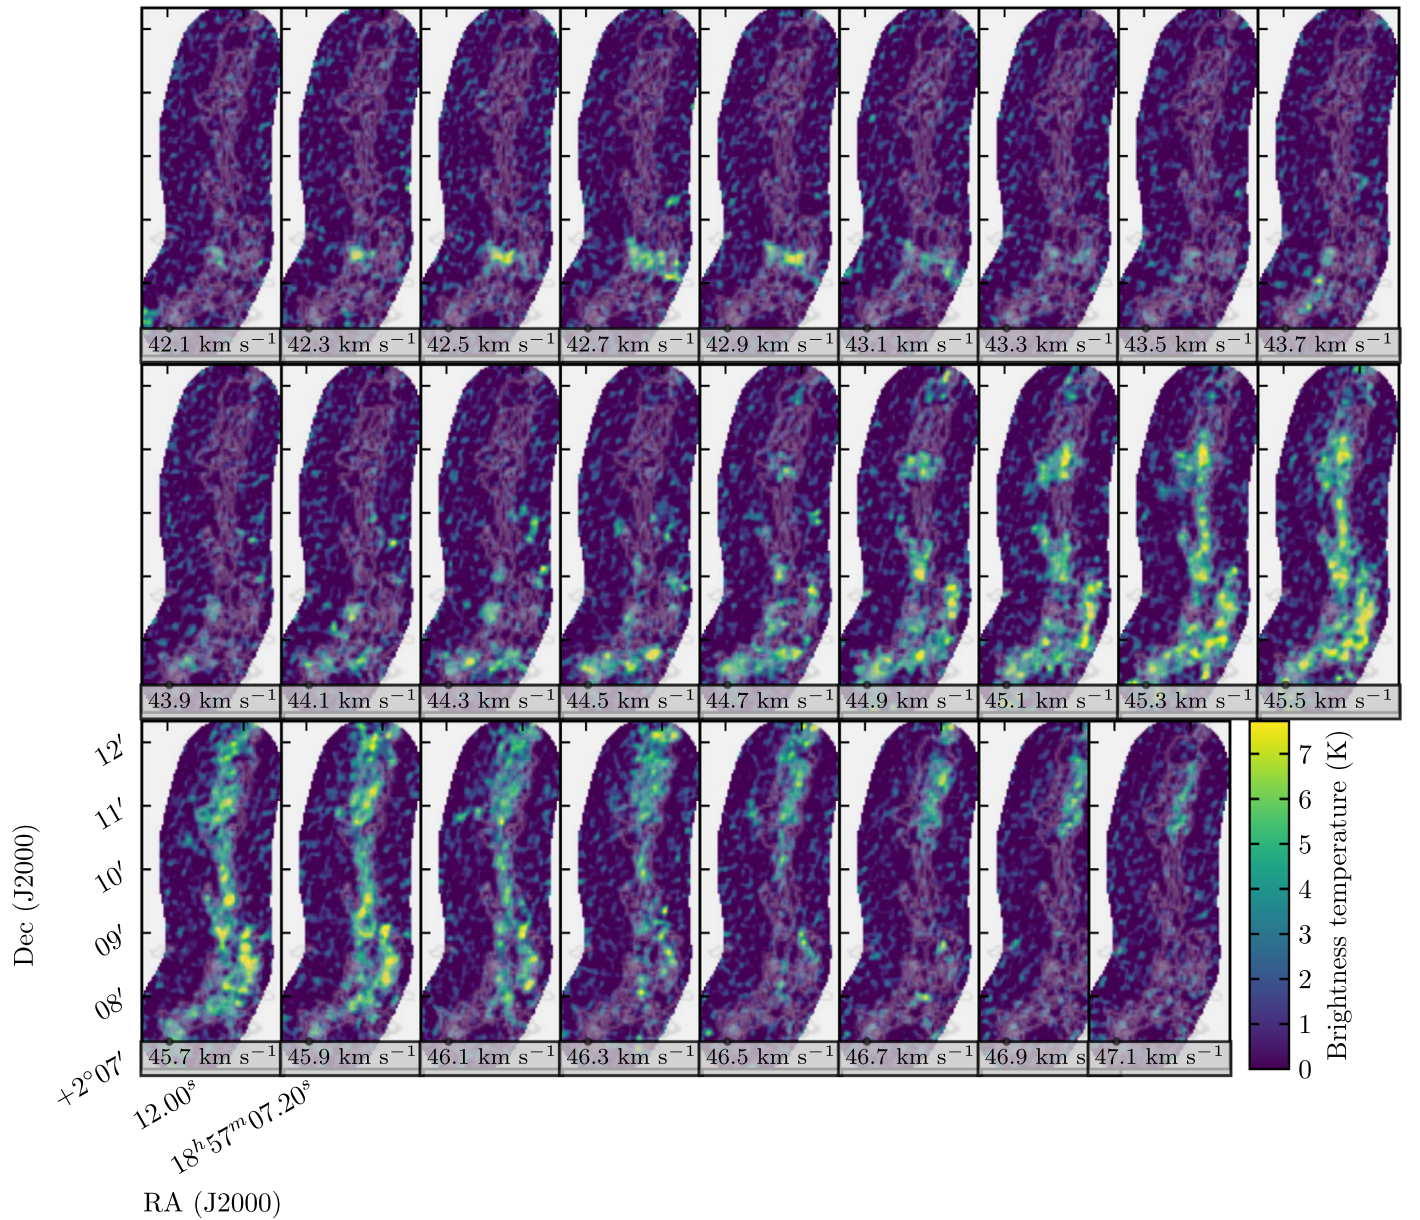 42.1 km s⁻¹ 42.3 km s⁻¹ 42.5 km s⁻¹ 42.7 km s⁻¹ 42.9 km s⁻¹ 43.1 km s⁻¹ 43.3 km s⁻¹ 43.5 km s⁻¹ 43.7 km s⁻¹
43.9 km s⁻¹ 44.1 km s⁻¹ 44.3 km s⁻¹ 44.5 km s⁻¹ 44.7 km s⁻¹ 44.9 km s⁻¹ 45.1 km s⁻¹ 45.3 km s⁻¹ 45.5 km s⁻¹
45.7 km s⁻¹ 45.9 km s⁻¹ 46.1 km s⁻¹ 46.3 km s⁻¹ 46.5 km s⁻¹ 46.7 km s⁻¹ 46.9 km s 47.1 km s⁻¹
12′
11′
10′
09′
08′
+2°07′
Dec (J2000)
12.00ˢ
18ʰ57ᵐ07.20ˢ
RA (J2000)
7
6
5
4
3
2
1
0
Brightness temperature (K)